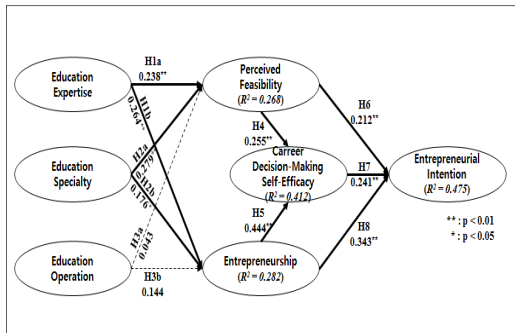 Education
Expertise
Education
Specialty
Education
Operation
H1a
0.238**
H1b
0.264**
H2a
0.279**
H2b
0.176*
H3a
0.043
H3b
0.144
Perceived
Feasibility
(R² = 0.268)
H4
0.255**
Carreer
Decision-Making
Self-Efficacy
(R² = 0.412)
H5
0.444**
Entrepreneurship
(R² = 0.282)
H6
0.212**
H7
0.241**
H8
0.343**
Entrepreneurial
Intention
(R² = 0.475)
** : p < 0.01
* : p < 0.05